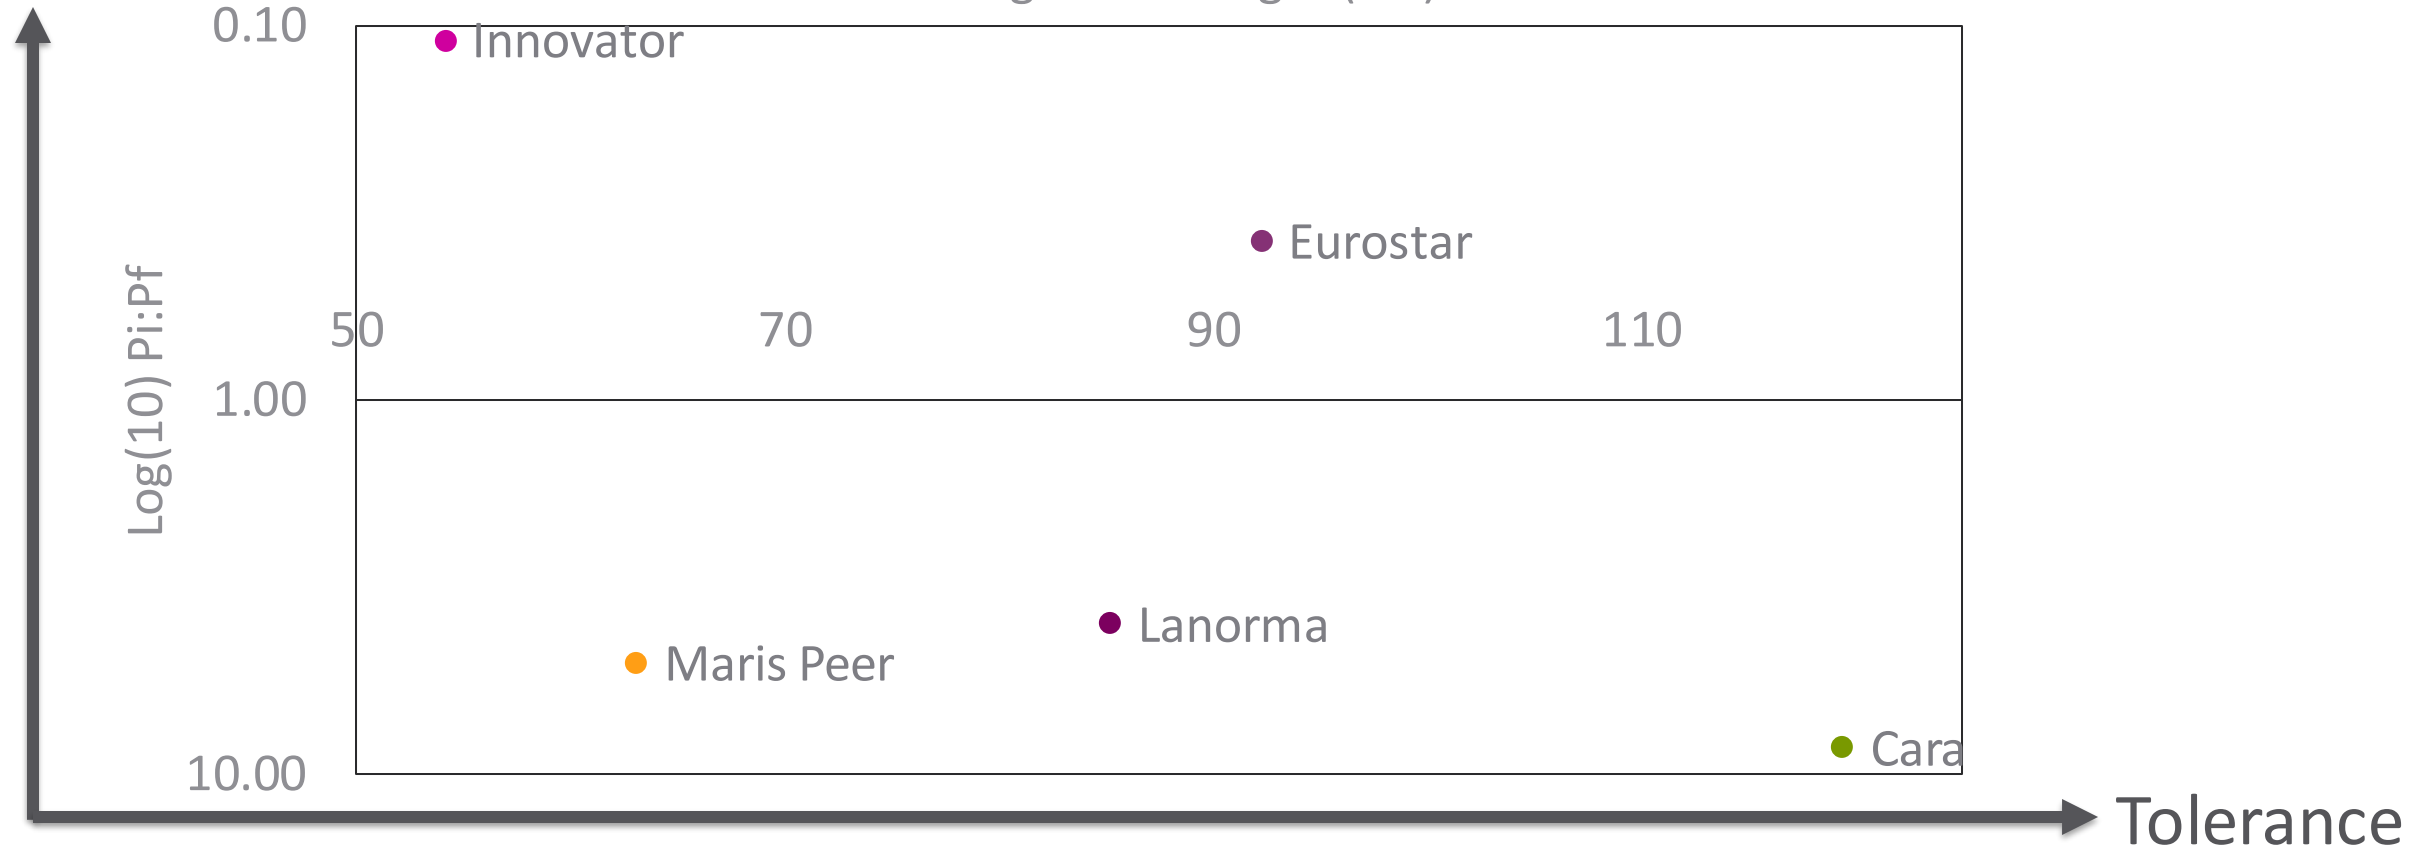 0.10
Innovator
Eurostar
50 70 90 110
Log(10) Pi:Pf
1.00
Lanorma
Maris Peer
Cara
10.00
Tolerance